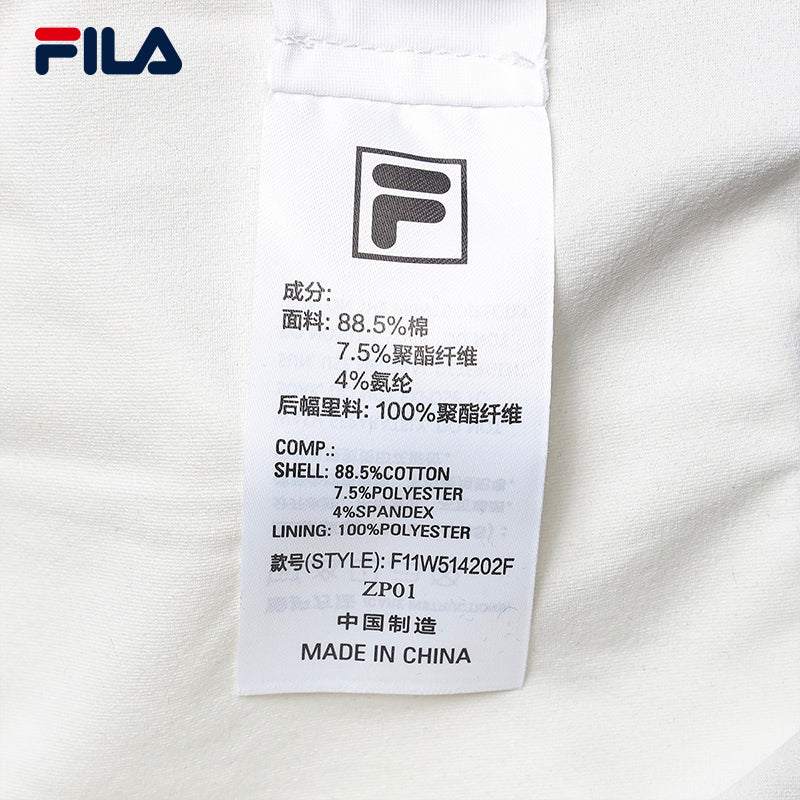 FILA
F
成分:
面料: 88.5%棉
7.5%聚酯纤维
4%氨纶
后幅里料: 100%聚酯纤维
COMP.:
SHELL: 88.5%COTTON
7.5%POLYESTER
4%SPANDEX
LINING: 100%POLYESTER
款号(STYLE): F11W514202F
ZP01
中国制造
MADE IN CHINA